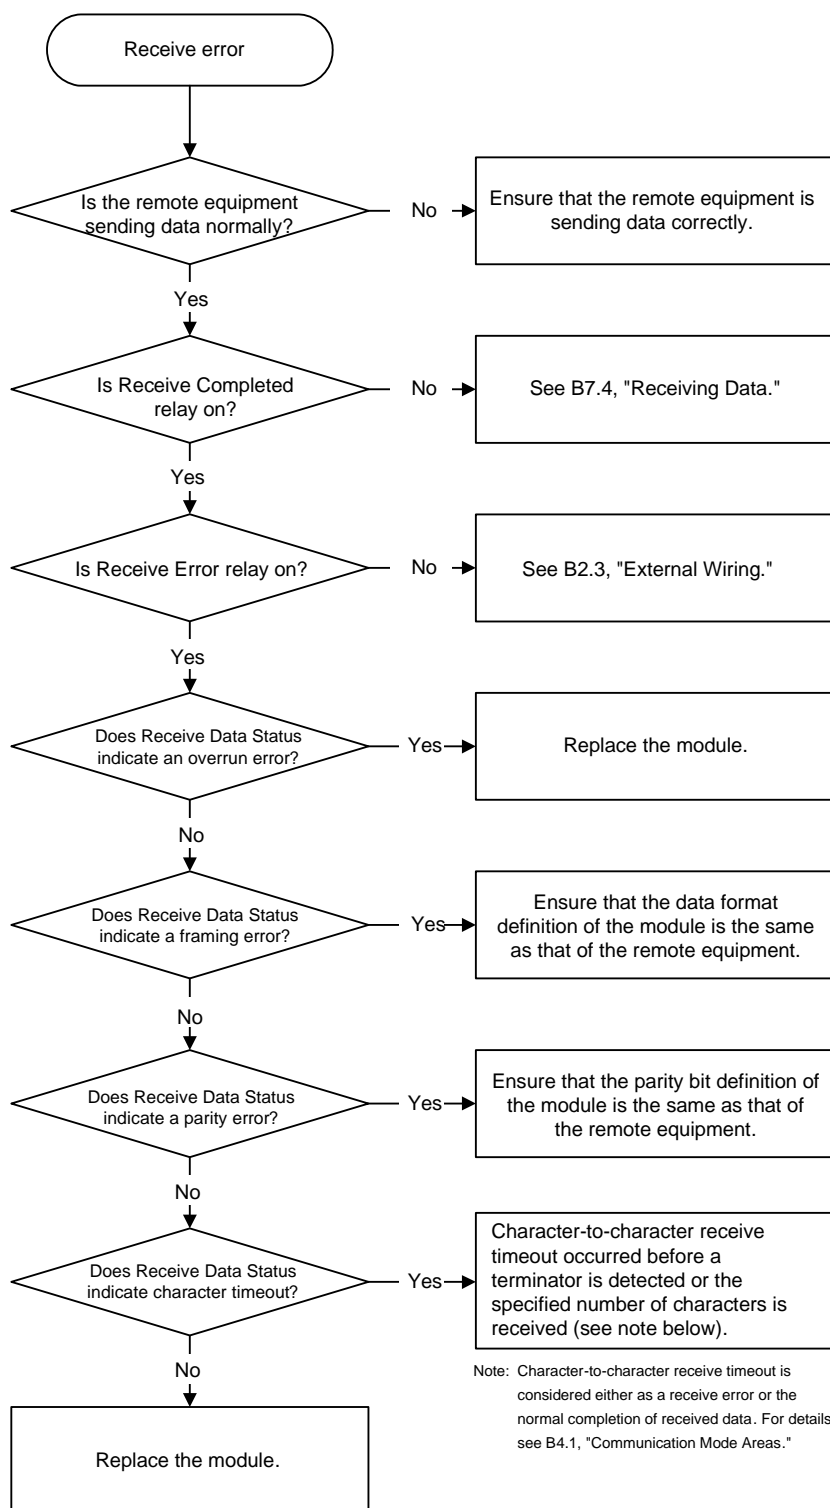 Receive error
Is the remote equipment
sending data normally?
No
Ensure that the remote equipment is
sending data correctly.
Yes
Is Receive Completed
relay on?
No
See B7.4, "Receiving Data."
Yes
Is Receive Error relay on?
No
See B2.3, "External Wiring."
Yes
Does Receive Data Status
indicate an overrun error?
Yes
Replace the module.
No
Does Receive Data Status
indicate a framing error?
Yes
Ensure that the data format
definition of the module is the same
as that of the remote equipment.
No
Does Receive Data Status
indicate a parity error?
Yes
Ensure that the parity bit definition of
the module is the same as that of
the remote equipment.
No
Does Receive Data Status
indicate character timeout?
Yes
Character-to-character receive
timeout occurred before a
terminator is detected or the
specified number of characters is
received (see note below).
No
Replace the module.
Note: Character-to-character receive timeout is
considered either as a receive error or the
normal completion of received data. For details
see B4.1, "Communication Mode Areas."